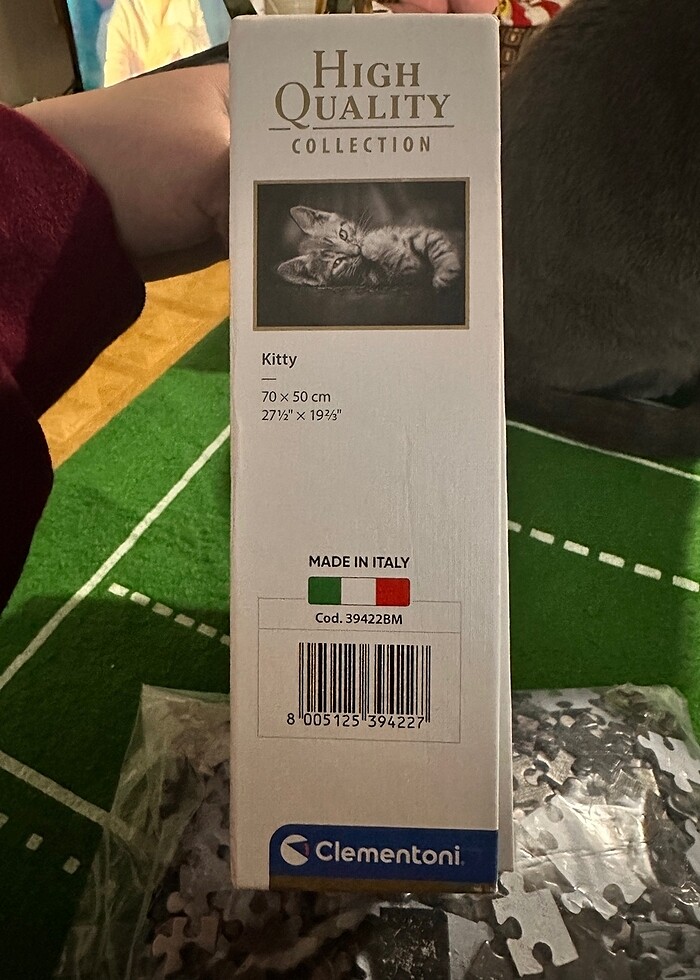 HIGH
QUALITY
COLLECTION
Kitty
70 × 50 cm
27½" × 19⅔"
MADE IN ITALY
Cod. 39422BM
8 005125 394227
Clementoni